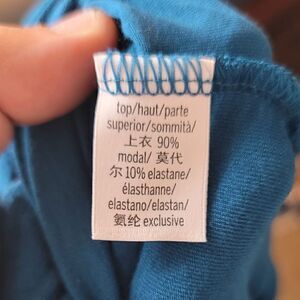 top/haut/parte
superior/sommità/
上衣 90%
modal/ 莫代
尔 10% elastane/
élasthanne/
elastano/elastan/
氨纶 exclusive